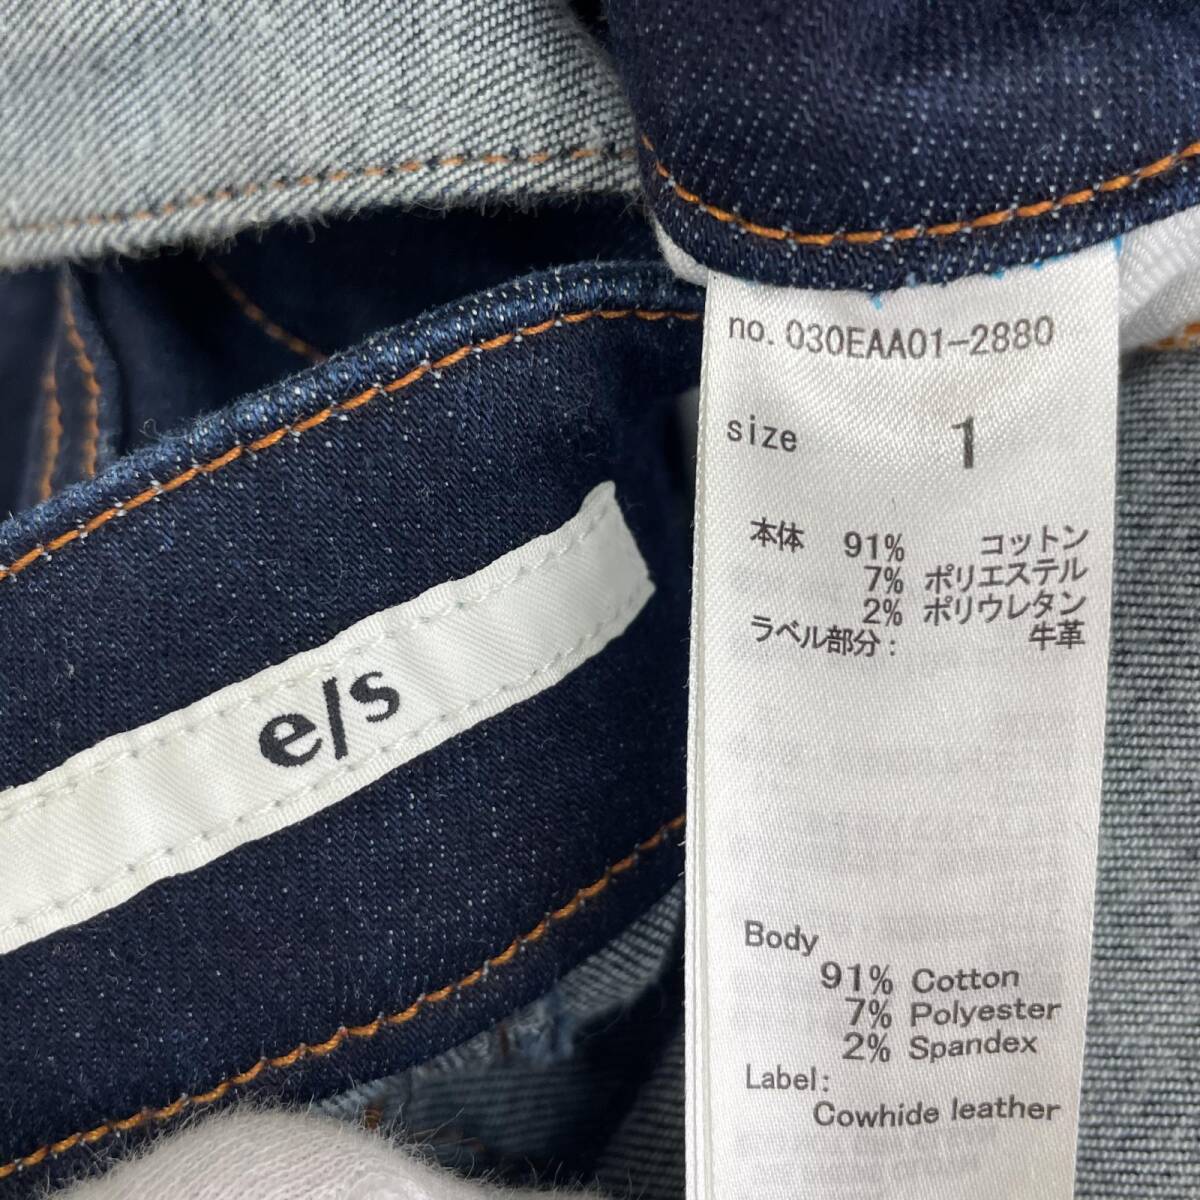 e/s
no. 030EAA01-2880
size 1
本体 91% コットン
7% ポリエステル
2% ポリウレタン
ラベル部分: 牛革
Body
91% Cotton
7% Polyester
2% Spandex
Label:
Cowhide leather